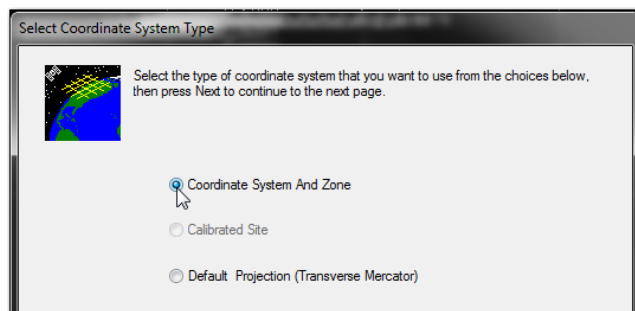 Select Coordinate System Type
Select the type of coordinate system that you want to use from the choices below,
then press Next to continue to the next page.
Coordinate System And Zone
Calibrated Site
Default Projection (Transverse Mercator)